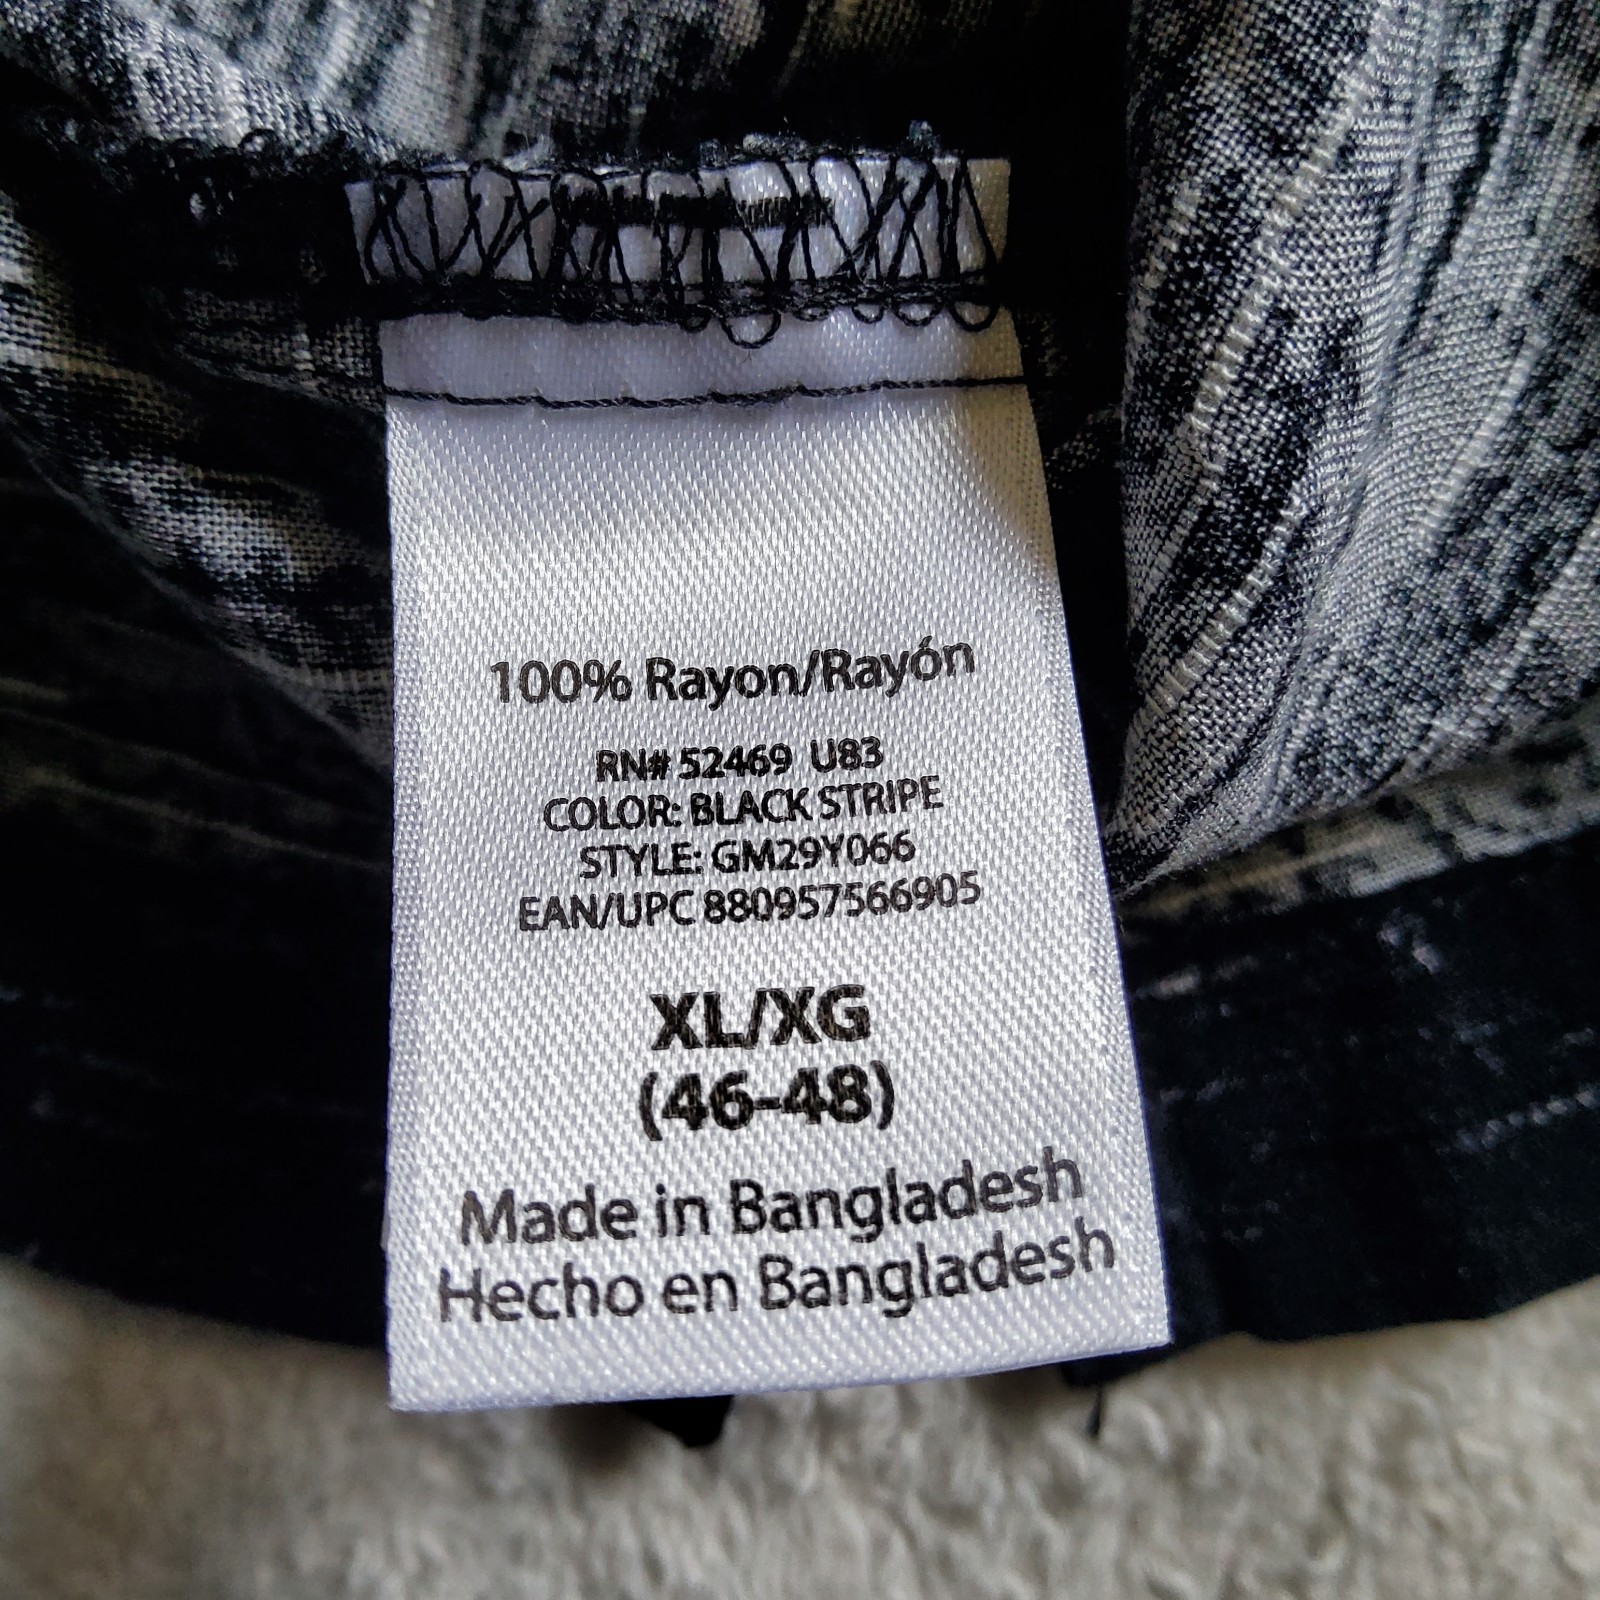 100% Rayon/Rayón
RN# 52469 U83
COLOR: BLACK STRIPE
STYLE: GM29Y066
EAN/UPC 880957566905
XL/XG
(46-48)
Made in Bangladesh
Hecho en Bangladesh